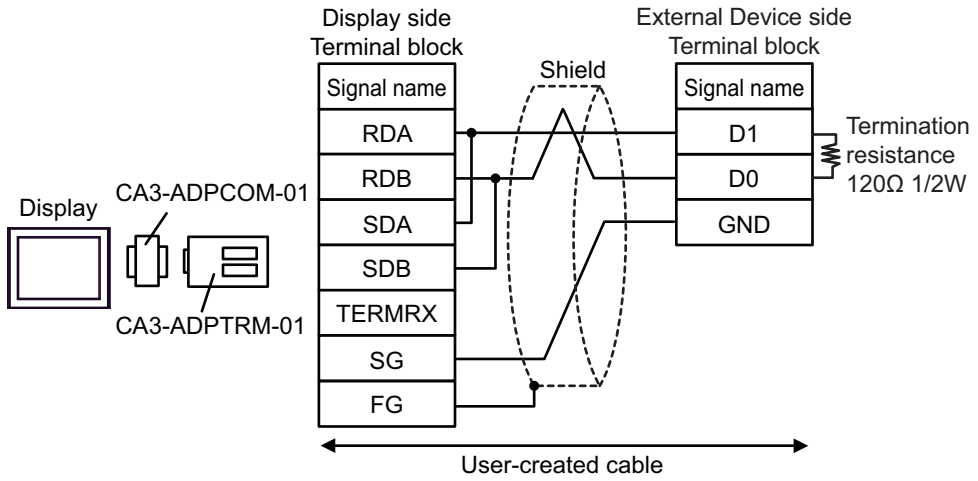 Display side
Terminal block
External Device side
Terminal block
Shield
Signal name
RDA
RDB
SDA
SDB
TERMRX
SG
FG
Signal name
D1
D0
GND
Termination
resistance
120Ω 1/2W
Display
CA3-ADPCOM-01
CA3-ADPTRM-01
User-created cable